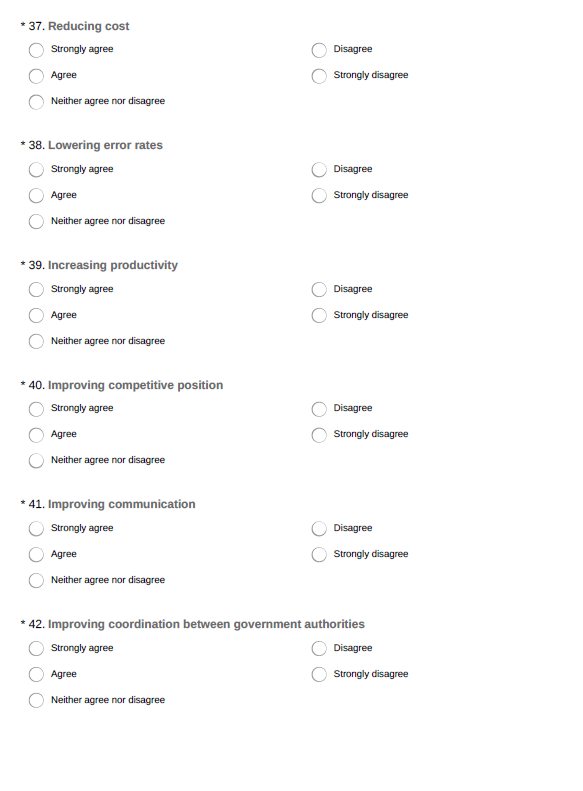 * 37. Reducing cost
Strongly agree
Agree
Neither agree nor disagree
Disagree
Strongly disagree
* 38. Lowering error rates
Strongly agree
Agree
Neither agree nor disagree
Disagree
Strongly disagree
* 39. Increasing productivity
Strongly agree
Agree
Neither agree nor disagree
Disagree
Strongly disagree
* 40. Improving competitive position
Strongly agree
Agree
Neither agree nor disagree
Disagree
Strongly disagree
* 41. Improving communication
Strongly agree
Agree
Neither agree nor disagree
Disagree
Strongly disagree
* 42. Improving coordination between government authorities
Strongly agree
Agree
Neither agree nor disagree
Disagree
Strongly disagree